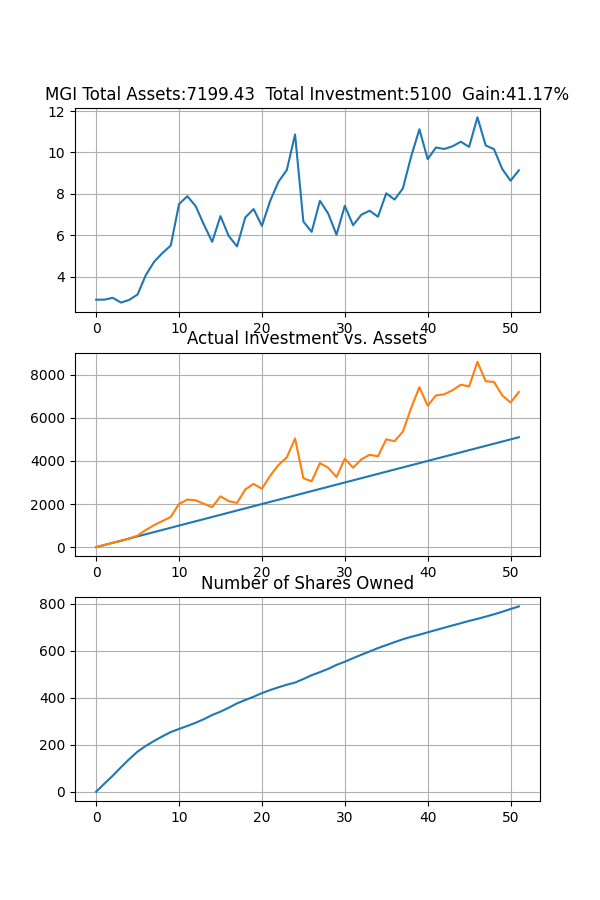 MGI Total Assets:7199.43  Total Investment:5100  Gain:41.17%
12
10
8
6
4
0 10 20 30 40 50
Actual Investment vs. Assets
8000
6000
4000
2000
0
0 10 20 30 40 50
Number of Shares Owned
800
600
400
200
0
0 10 20 30 40 50